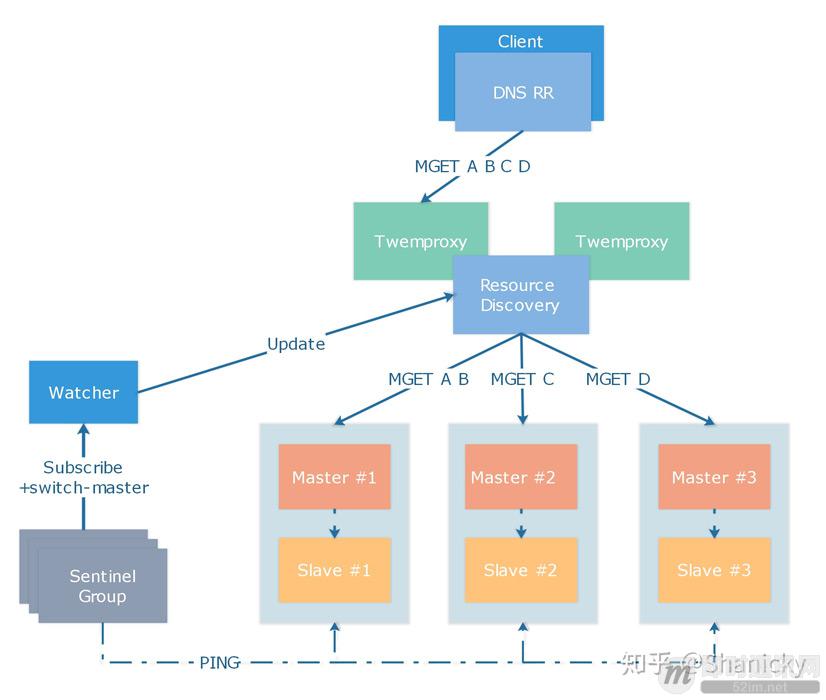 Client
DNS RR
MGET A B C D
Twemproxy
Twemproxy
Resource
Discovery
Update
Watcher
MGET A B
MGET C
MGET D
Subscribe
+switch-master
Master #1
Master #2
Master #3
Slave #1
Slave #2
Slave #3
Sentinel
Group
PING
知乎 @Shanicky
52im.net